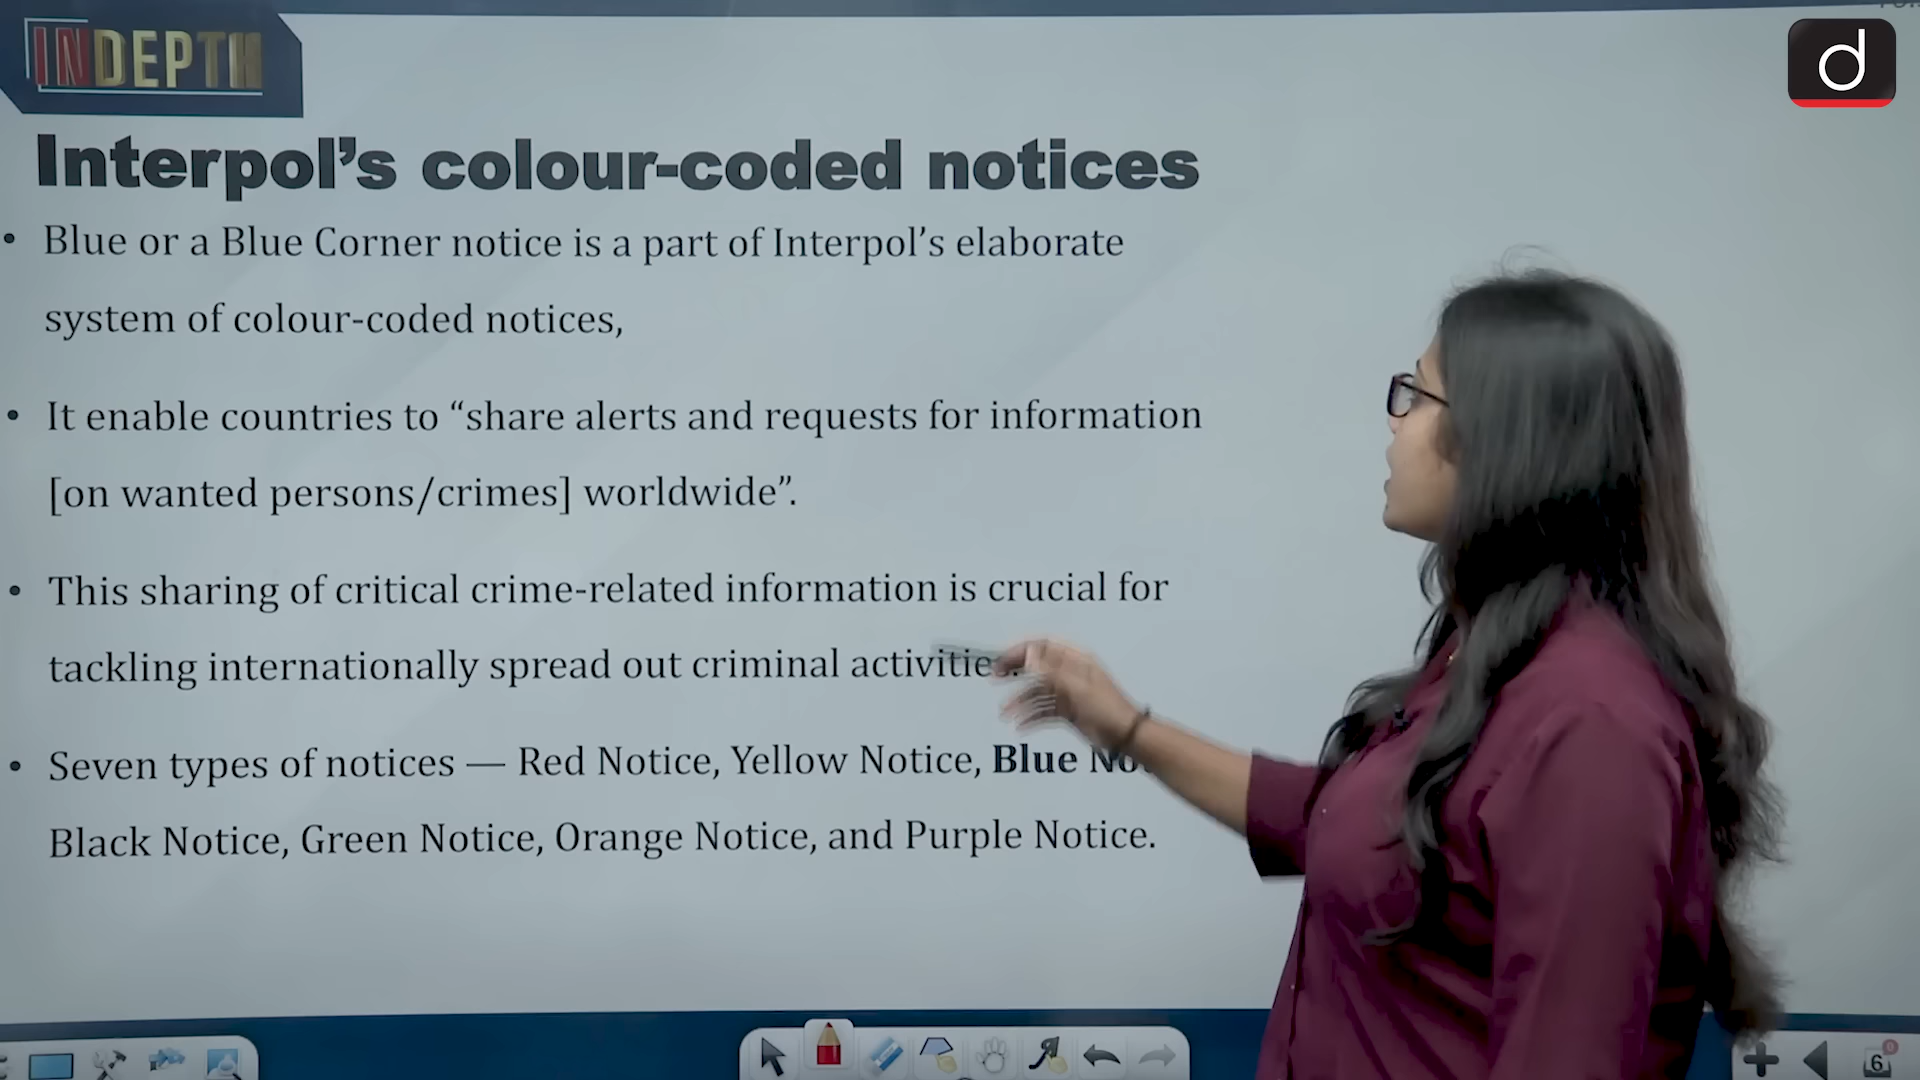 INDEPTH
d
Interpol’s colour-coded notices
• Blue or a Blue Corner notice is a part of Interpol’s elaborate
system of colour-coded notices,
• It enable countries to “share alerts and requests for information
[on wanted persons/crimes] worldwide”.
• This sharing of critical crime-related information is crucial for
tackling internationally spread out criminal activities.
• Seven types of notices — Red Notice, Yellow Notice, Blue
Black Notice, Green Notice, Orange Notice, and Purple Notice.
6